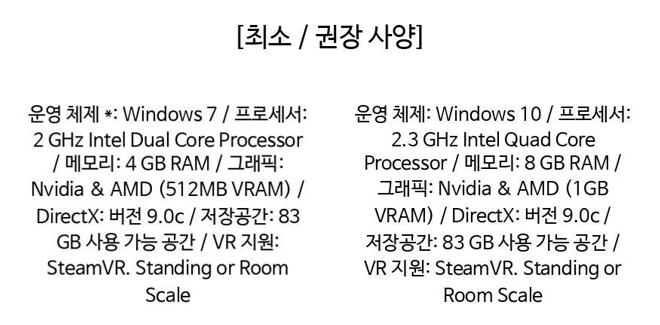 [최소 / 권장 사양]
운영 체제 *: Windows 7 / 프로세서:
2 GHz Intel Dual Core Processor
/ 메모리: 4 GB RAM / 그래픽:
Nvidia & AMD (512MB VRAM) /
DirectX: 버전 9.0c / 저장공간: 83
GB 사용 가능 공간 / VR 지원:
SteamVR. Standing or Room
Scale
운영 체제: Windows 10 / 프로세서:
2.3 GHz Intel Quad Core
Processor / 메모리: 8 GB RAM /
그래픽: Nvidia & AMD (1GB
VRAM) / DirectX: 버전 9.0c /
저장공간: 83 GB 사용 가능 공간 /
VR 지원: SteamVR. Standing or
Room Scale